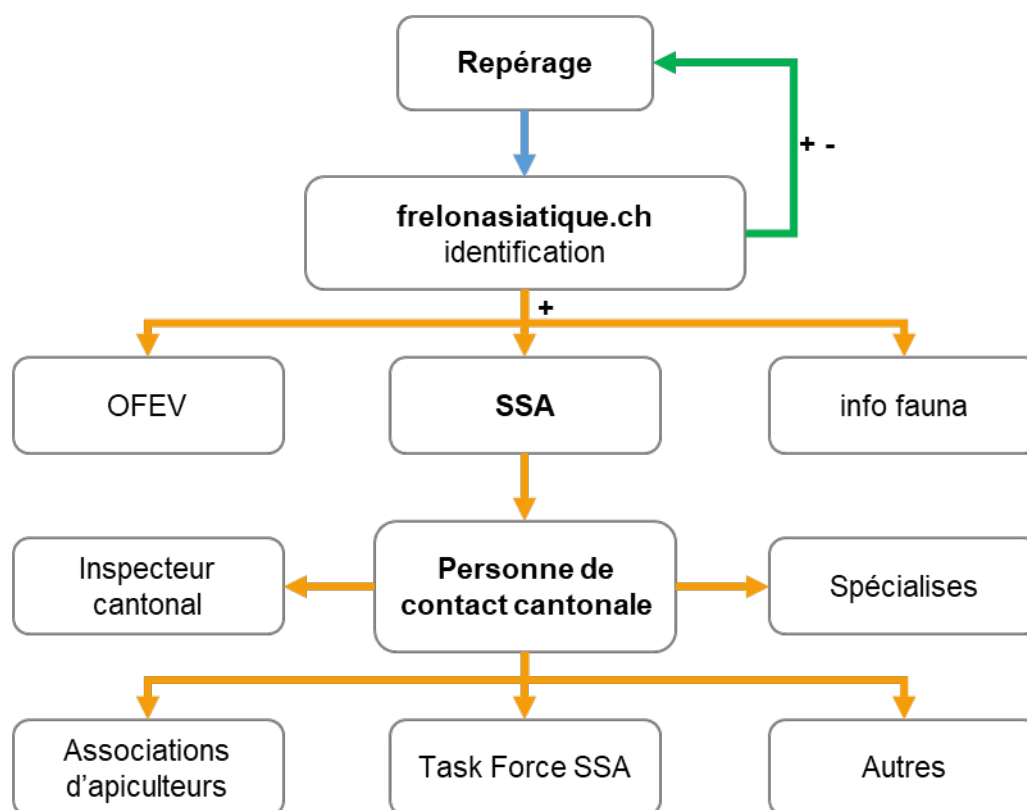 Repérage
+ -
frelonasiatique.ch
identification
+
OFEV
SSA
info fauna
Inspecteur
cantonal
Personne de
contact cantonale
Spécialises
Associations
d’apiculteurs
Task Force SSA
Autres